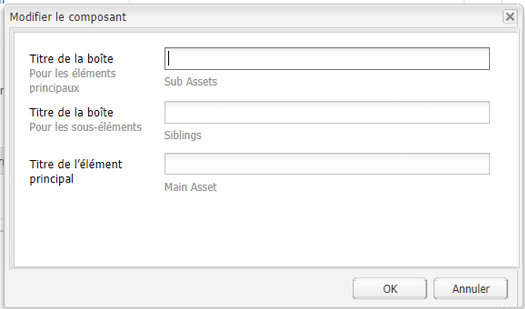 Modifier le composant
Titre de la boîte
Pour les éléments
principaux
Sub Assets
Titre de la boîte
Pour les sous-éléments
Siblings
Titre de l'élément
principal
Main Asset
OK
Annuler